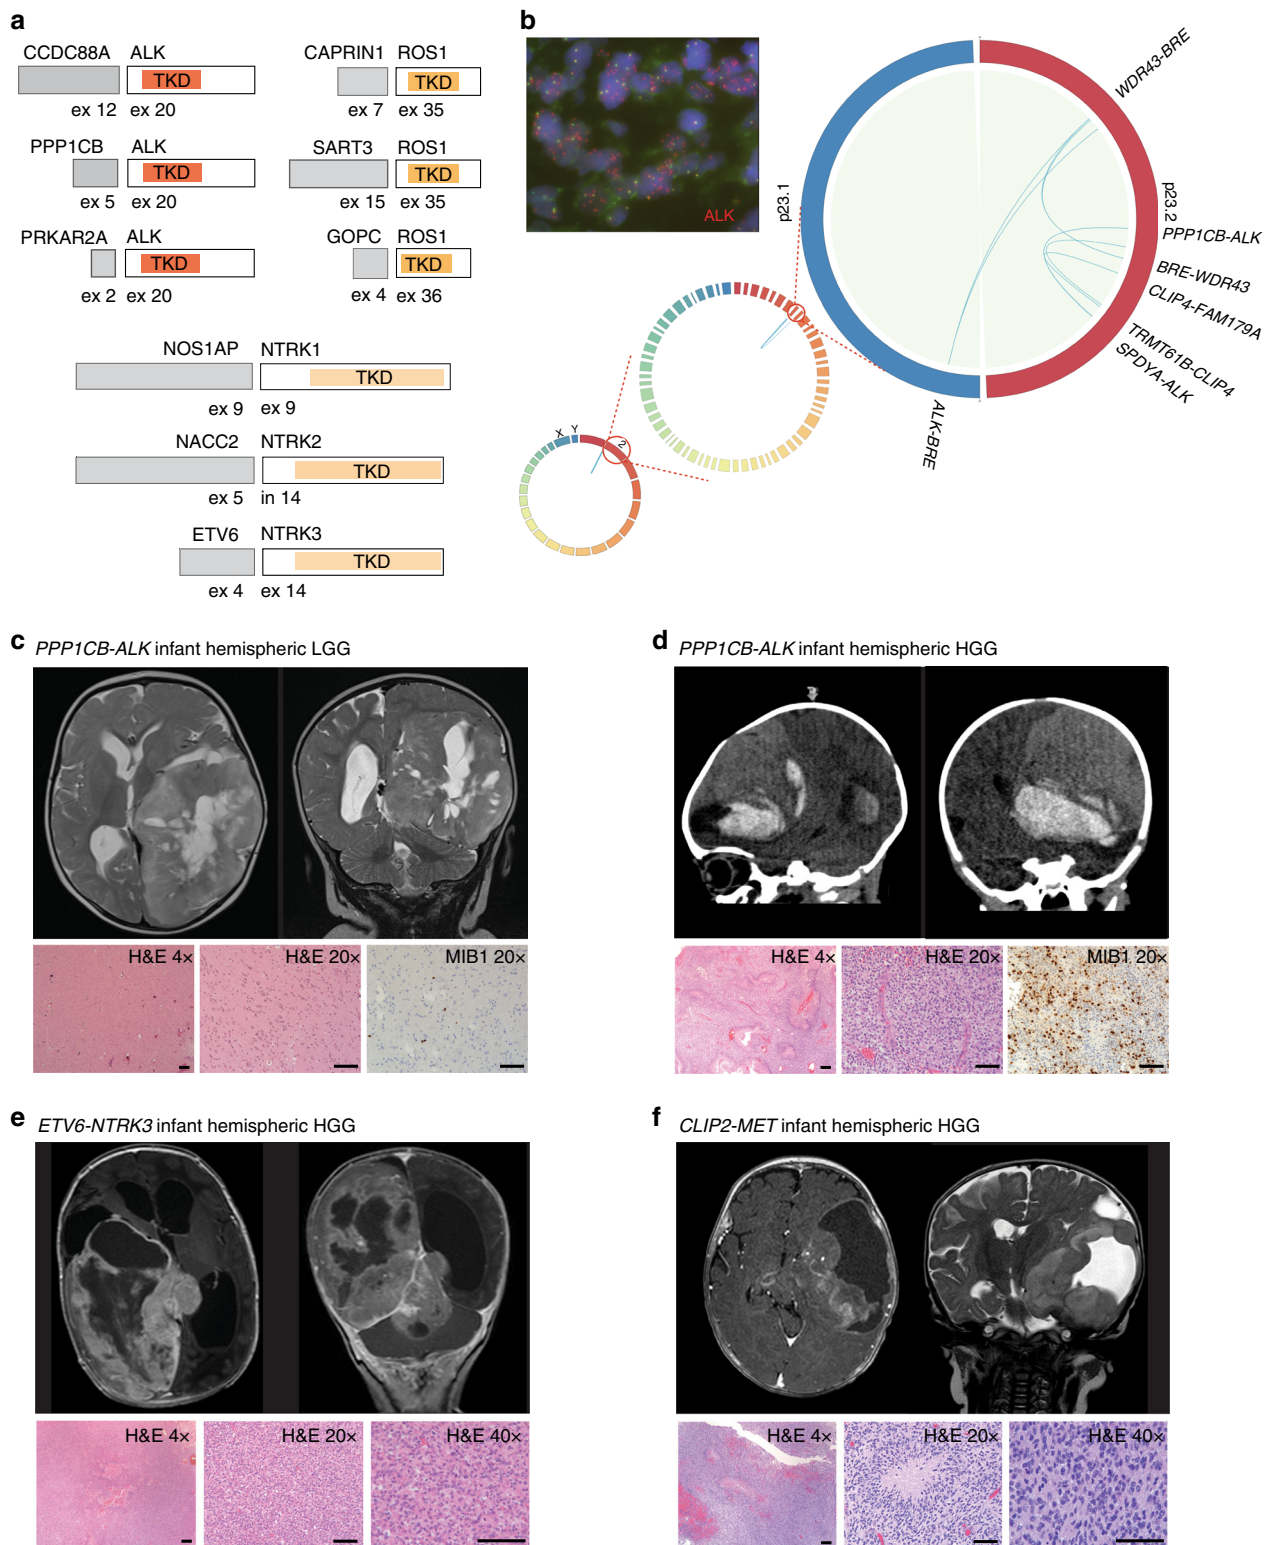 a
CCDC88A ALK
TKD
ex 12 ex 20
PPP1CB ALK
TKD
ex 5 ex 20
PRKAR2A ALK
TKD
ex 2 ex 20
CAPRIN1 ROS1
TKD
ex 7 ex 35
SART3 ROS1
TKD
ex 15 ex 35
GOPC ROS1
TKD
ex 4 ex 36
NOS1AP NTRK1
TKD
ex 9 ex 9
NACC2 NTRK2
TKD
ex 5 in 14
ETV6 NTRK3
TKD
ex 4 ex 14
b
ALK
X Y
2
p23.1
p23.2
WDR43-BRE
PPP1CB-ALK
BRE-WDR43
CLIP4-FAM179A
TRMT61B-CLIP4
SPDYA-ALK
ALK-BRE
c PPP1CB-ALK infant hemispheric LGG
H&E 4× H&E 20× MIB1 20×
d PPP1CB-ALK infant hemispheric HGG
H&E 4× H&E 20× MIB1 20×
e ETV6-NTRK3 infant hemispheric HGG
H&E 4× H&E 20× H&E 40×
f CLIP2-MET infant hemispheric HGG
H&E 4× H&E 20× H&E 40×